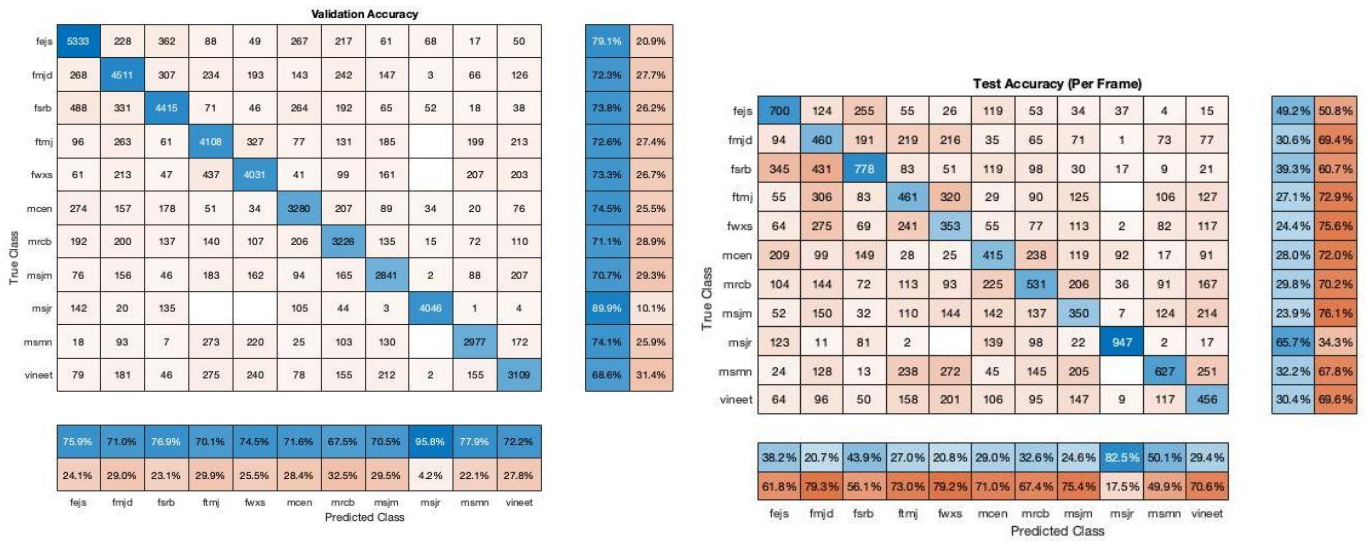 Validation Accuracy
fejs 5333 228 362 88 49 267 217 61 68 17 50 79.1% 20.9%
fmjd 268 4511 307 234 193 143 242 147 3 66 126 72.3% 27.7%
fsrb 488 331 4415 71 46 264 192 65 52 18 38 73.8% 26.2%
ftmj 96 263 61 4108 327 77 131 185 199 213 72.6% 27.4%
fwxs 61 213 47 437 4031 41 99 161 207 203 73.3% 26.7%
mcen 274 157 178 51 34 3280 207 89 34 20 76 74.5% 25.5%
mrcb 192 200 137 140 107 206 3226 135 15 72 110 71.1% 28.9%
msjm 76 156 46 183 162 94 165 2841 2 88 207 70.7% 29.3%
msjr 142 20 135 105 44 3 4046 1 4 89.9% 10.1%
msmn 18 93 7 273 220 25 103 130 2977 172 74.1% 25.9%
vineet 79 181 46 275 240 78 155 212 2 155 3109 68.6% 31.4%
True Class
75.9% 71.0% 76.9% 70.1% 74.5% 71.6% 67.5% 70.5% 95.8% 77.9% 72.2%
24.1% 29.0% 23.1% 29.9% 25.5% 28.4% 32.5% 29.5% 4.2% 22.1% 27.8%
fejs fmjd fsrb ftmj fwxs mcen mrcb msjm msjr msmn vineet
Predicted Class
Test Accuracy (Per Frame)
fejs 700 124 255 55 26 119 53 34 37 4 15 49.2% 50.8%
fmjd 94 460 191 219 216 35 65 71 1 73 77 30.6% 69.4%
fsrb 345 431 778 83 51 119 98 30 17 9 21 39.3% 60.7%
ftmj 55 306 83 461 320 29 90 125 106 127 27.1% 72.9%
fwxs 64 275 69 241 353 55 77 113 2 82 117 24.4% 75.6%
mcen 209 99 149 28 25 415 238 119 92 17 91 28.0% 72.0%
mrcb 104 144 72 113 93 225 531 206 36 91 167 29.8% 70.2%
msjm 52 150 32 110 144 142 137 350 7 124 214 23.9% 76.1%
msjr 123 11 81 2 139 98 22 947 2 17 65.7% 34.3%
msmn 24 128 13 238 272 45 145 205 627 251 32.2% 67.8%
vineet 64 96 50 158 201 106 95 147 9 117 456 30.4% 69.6%
True Class
38.2% 20.7% 43.9% 27.0% 20.8% 29.0% 32.6% 24.6% 82.5% 50.1% 29.4%
61.8% 79.3% 56.1% 73.0% 79.2% 71.0% 67.4% 75.4% 17.5% 49.9% 70.6%
fejs fmjd fsrb ftmj fwxs mcen mrcb msjm msjr msmn vineet
Predicted Class